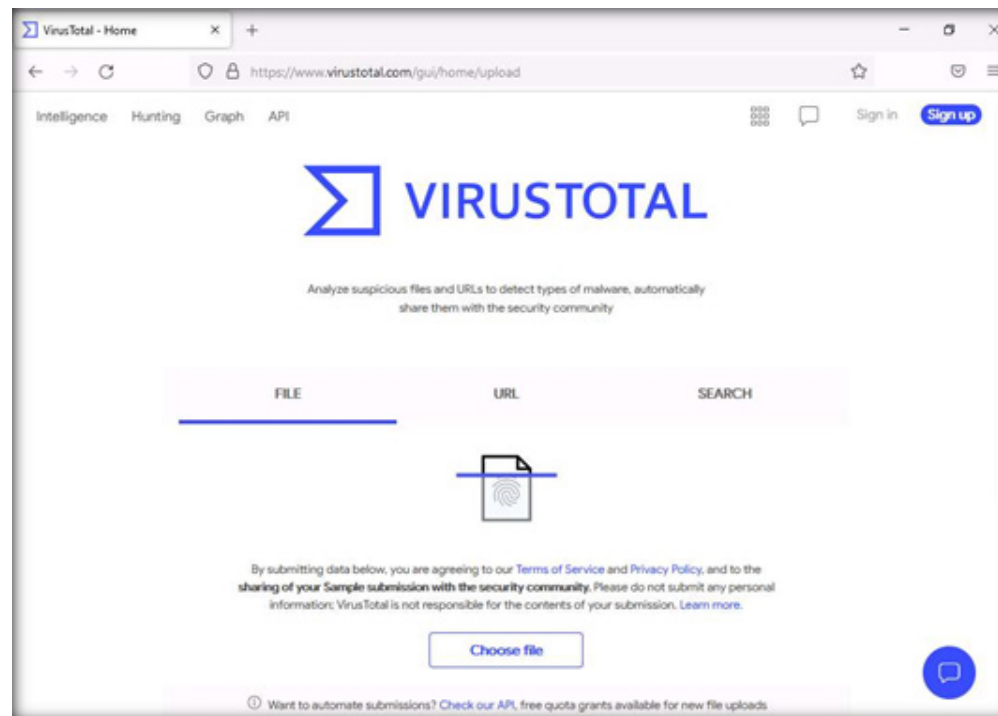 VirusTotal - Home
https://www.virustotal.com/gui/home/upload
Intelligence Hunting Graph API Sign in Sign up
VIRUSTOTAL
Analyze suspicious files and URLs to detect types of malware, automatically
share them with the security community
FILE URL SEARCH
By submitting data below, you are agreeing to our Terms of Service and Privacy Policy, and to the
sharing of your Sample submission with the security community. Please do not submit any personal
information; VirusTotal is not responsible for the contents of your submission. Learn more.
Choose file
Want to automate submissions? Check our API, free quota grants available for new file uploads